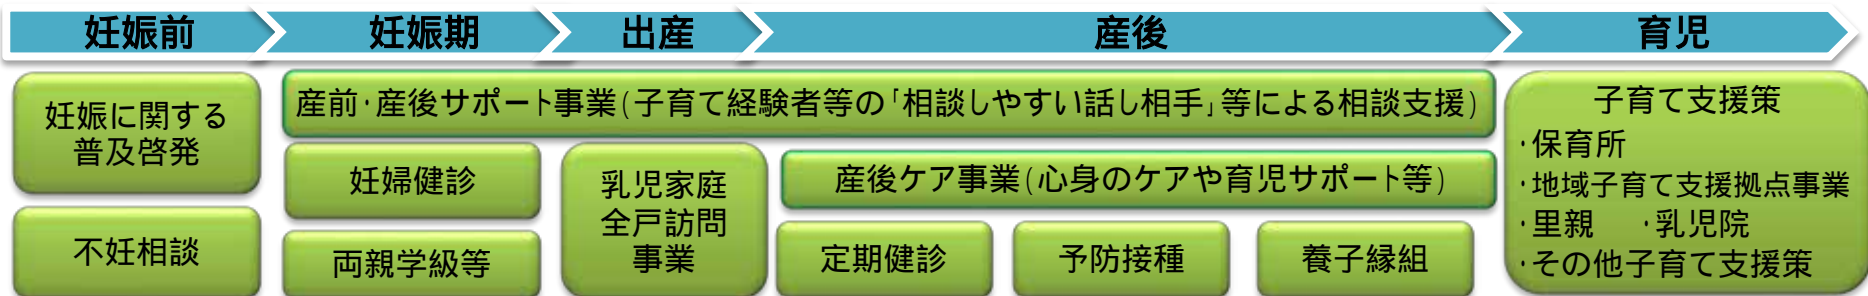 妊娠前
妊娠期
出産
産後
育児
妊娠に関する
普及啓発
不妊相談
産前・産後サポート事業(子育て経験者等の「相談しやすい話し相手」等による相談支援)
妊婦健診
両親学級等
乳児家庭
全戸訪問
事業
産後ケア事業(心身のケアや育児サポート等)
定期健診
予防接種
養子縁組
子育て支援策
・保育所
・地域子育て支援拠点事業
・里親　・乳児院
・その他子育て支援策